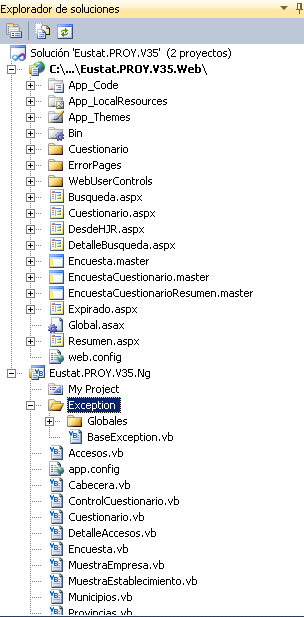 Explorador de soluciones
Solución 'Eustat.PROY.V35' (2 proyectos)
C:\...\Eustat.PROY.V35.Web\
App_Code
App_LocalResources
App_Themes
Bin
Cuestionario
ErrorPages
WebUserControls
Busqueda.aspx
Cuestionario.aspx
DesdeHJR.aspx
DetalleBusqueda.aspx
Encuesta.master
EncuestaCuestionario.master
EncuestaCuestionarioResumen.master
Expirado.aspx
Global.asax
Resumen.aspx
web.config
Eustat.PROY.V35.Ng
My Project
Exception
Globales
BaseException.vb
Accesos.vb
app.config
Cabecera.vb
ControlCuestionario.vb
Cuestionario.vb
DetalleAccesos.vb
Encuesta.vb
MuestraEmpresa.vb
MuestraEstablecimiento.vb
Municipios.vb
Provincias.vb